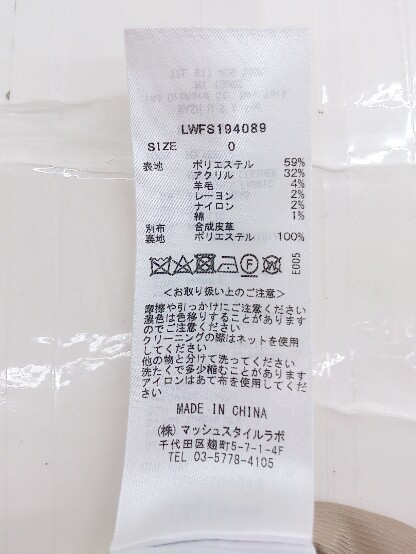 LWFS194089
SIZE 0
表地 ポリエステル 59%
アクリル 32%
羊毛 4%
レーヨン 2%
ナイロン 2%
綿 1%
別布 合成皮革
裏地 ポリエステル 100%
E005
<お取り扱い上のご注意>
摩擦や引っかけにご注意ください
濃色は色移りすることがあります
のでご注意ください
クリーニングの際はネットを使用
してください
他の物と分けて洗ってください
洗たくで多少縮むことがあります
アイロンはあて布を使用してくだ
さい
MADE IN CHINA
(株)マッシュスタイルラボ
千代田区麹町5-7-1-4F
TEL 03-5778-4105